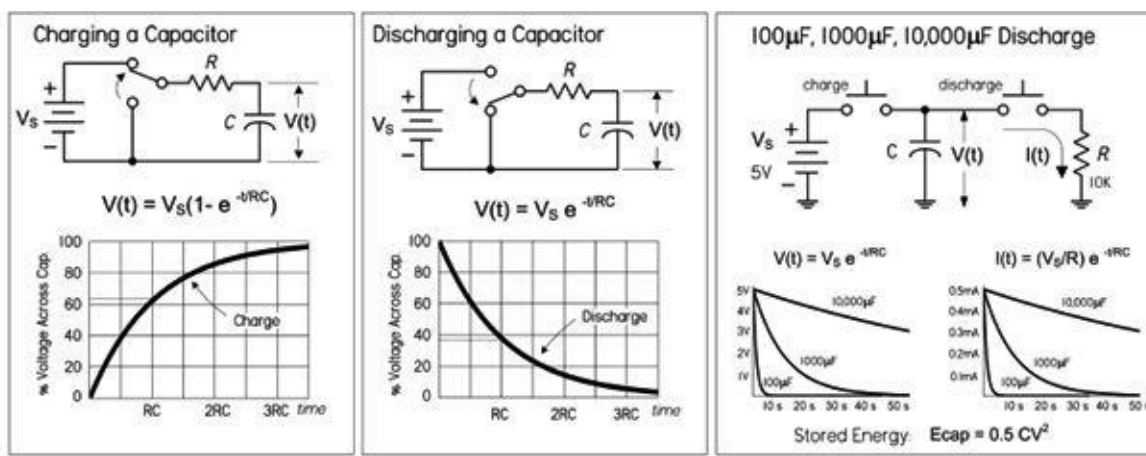 Charging a Capacitor
R
+
Vs
−
C
V(t)
V(t) = Vs(1- e -t/RC)
% Voltage Across Cap.
100
80
60
40
20
0
Charge
RC 2RC 3RC time
Discharging a Capacitor
R
+
Vs
−
C
V(t)
V(t) = Vs e -t/RC
% Voltage Across Cap.
100
80
60
40
20
0
Discharge
RC 2RC 3RC time
100μF, 1000μF, 10,000μF Discharge
charge discharge
Vs
+
5V
−
C
V(t)
I(t)
R
10K
V(t) = Vs e -t/RC
5V
4V
3V
2V
1V
10,000μF
1000μF
100μF
10 s 20 s 30 s 40 s 50 s
I(t) = (Vs/R) e -t/RC
0.5mA
0.4mA
0.3mA
0.2mA
0.1mA
10,000μF
1000μF
100μF
10 s 20 s 30 s 40 s 50 s
Stored Energy: Ecap = 0.5 CV²